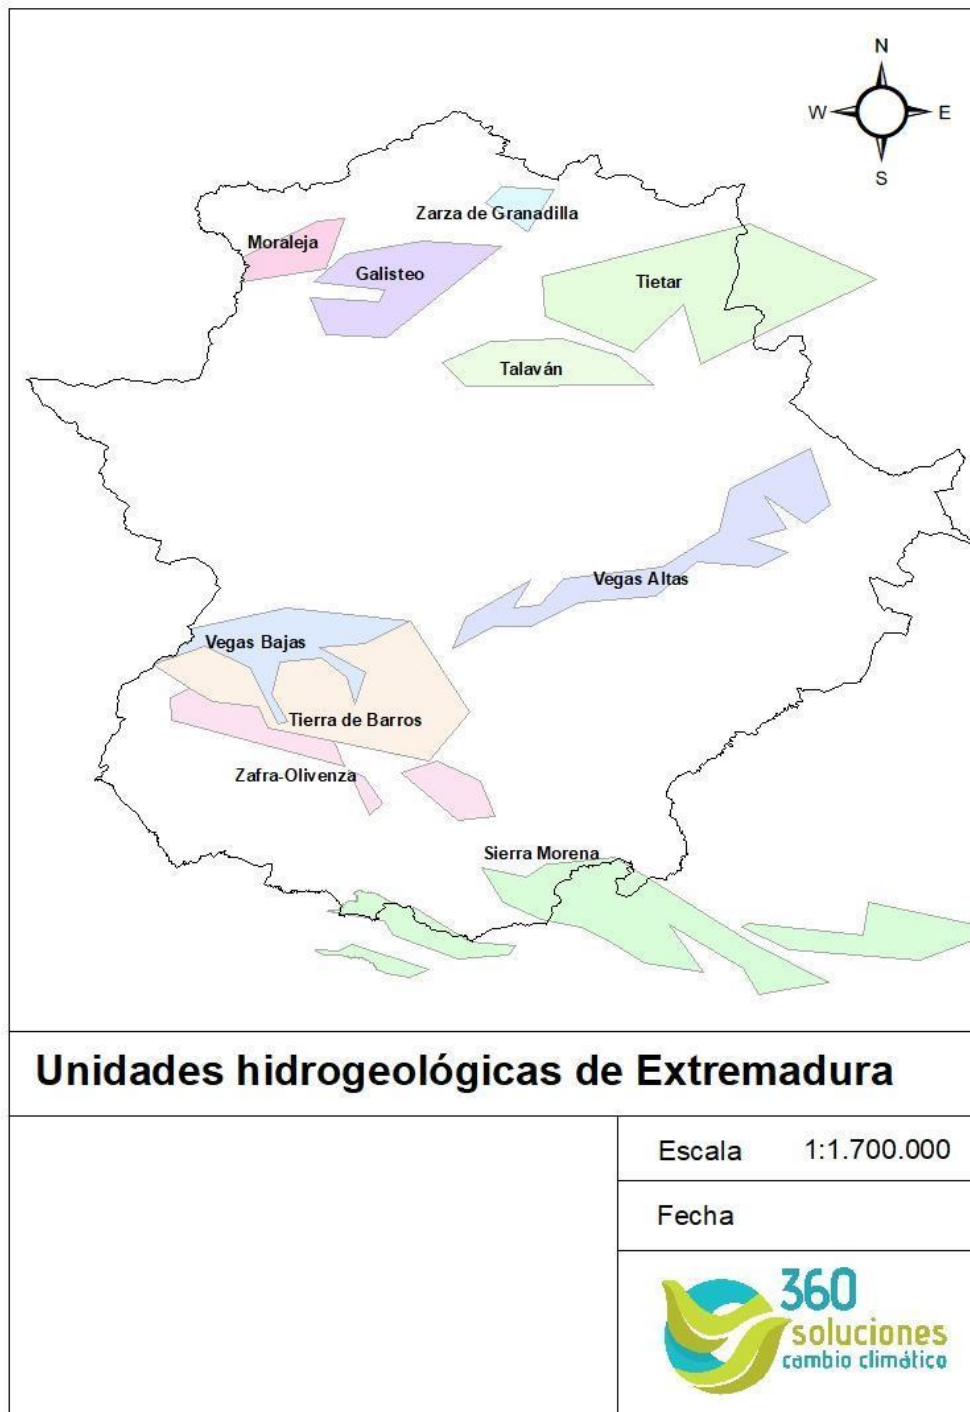 N
W E
S
Zarza de Granadilla
Moraleja
Galisteo
Tietar
Talaván
Vegas Altas
Vegas Bajas
Tierra de Barros
Zafra-Olivenza
Sierra Morena
Unidades hidrogeológicas de Extremadura
Escala 1:1.700.000
Fecha
360
soluciones
cambio climático